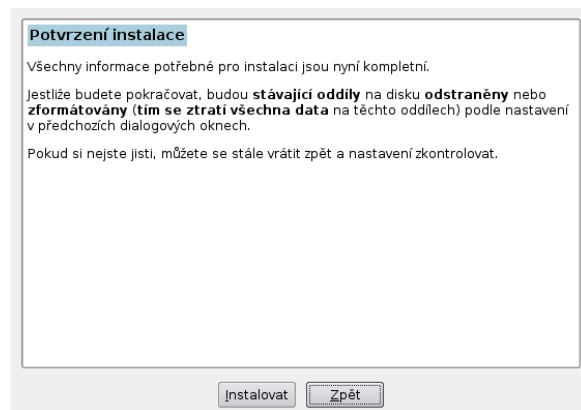 Potvrzení instalace
Všechny informace potřebné pro instalaci jsou nyní kompletní.
Jestliže budete pokračovat, budou stávající oddíly na disku odstraněny nebo
zformátovány (tím se ztratí všechna data na těchto oddílech) podle nastavení
v předchozích dialogových oknech.
Pokud si nejste jisti, můžete se stále vrátit zpět a nastavení zkontrolovat.
Instalovat
Zpět